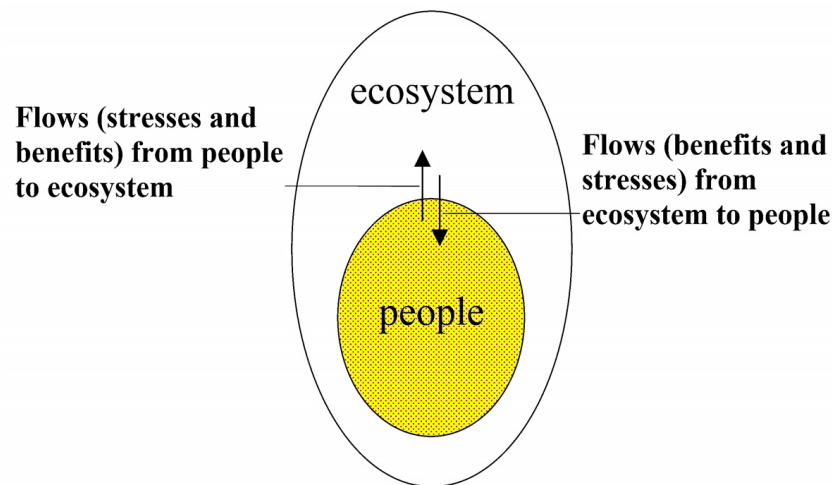 ecosystem
Flows (stresses and
benefits) from people
to ecosystem
Flows (benefits and
stresses) from
ecosystem to people
people